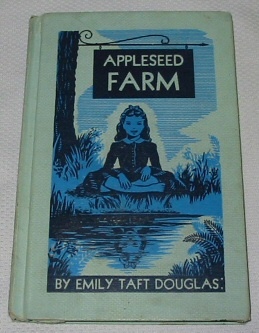 APPLESEED
FARM
BY EMILY TAFT DOUGLAS